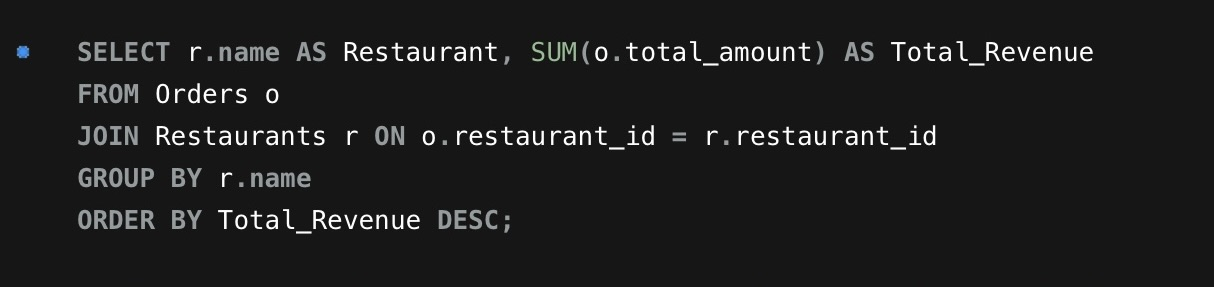 SELECT r.name AS Restaurant, SUM(o.total_amount) AS Total_Revenue
FROM Orders o
JOIN Restaurants r ON o.restaurant_id = r.restaurant_id
GROUP BY r.name
ORDER BY Total_Revenue DESC;